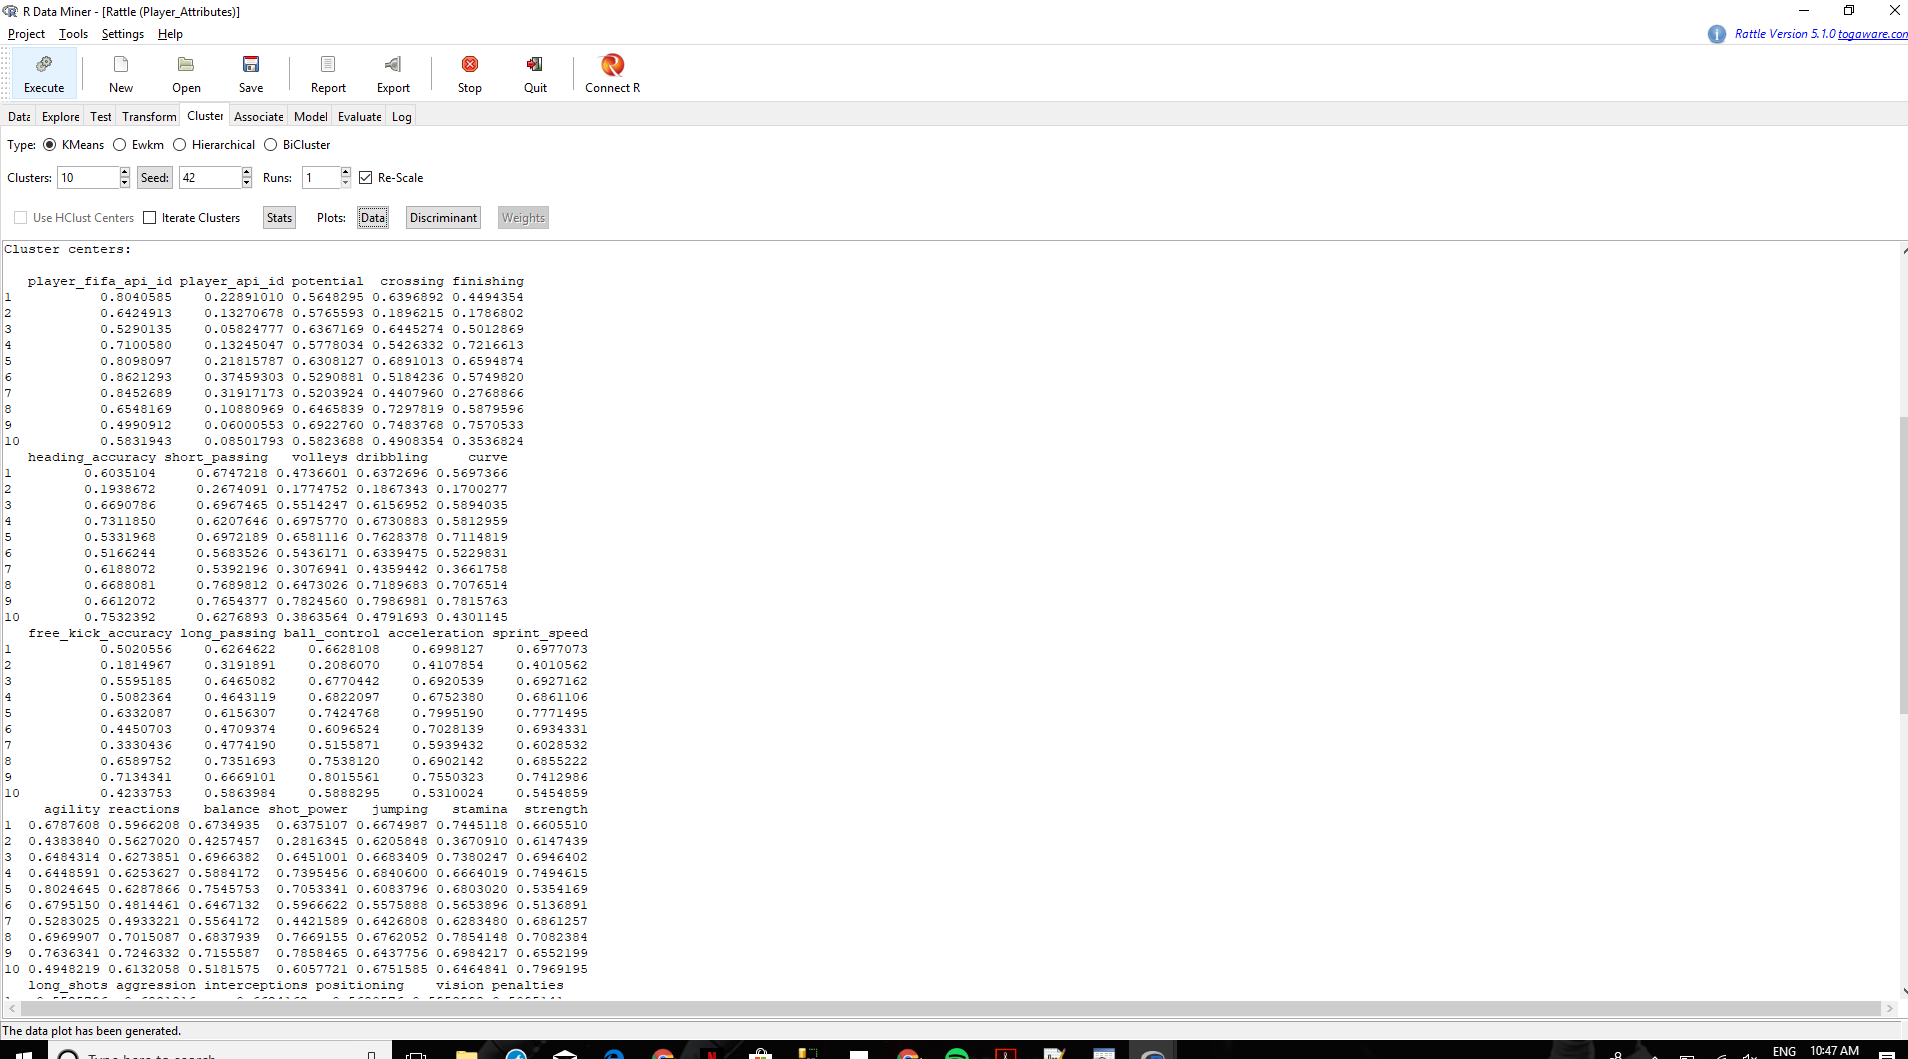 R Data Miner - [Rattle (Player_Attributes)]
Project Tools Settings Help
Rattle Version 5.1.0 togaware.com
Execute New Open Save Report Export Stop Quit Connect R
Data Explore Test Transform Cluster Associate Model Evaluate Log
Type: KMeans Ewkm Hierarchical BiCluster
Clusters: 10 Seed: 42 Runs: 1 Re-Scale
Use HClust Centers Iterate Clusters Stats Plots: Data Discriminant Weights
Cluster centers:
player_fifa_api_id player_api_id potential crossing finishing
1 0.8040585 0.22891010 0.5648295 0.6396892 0.4494354
2 0.6424913 0.13270678 0.5765593 0.1896215 0.1786802
3 0.5290135 0.05824777 0.6367169 0.6445274 0.5012869
4 0.7100580 0.13245047 0.5778034 0.5426332 0.7216613
5 0.8098097 0.21815787 0.6308127 0.6891013 0.6594874
6 0.8621293 0.37459303 0.5290881 0.5184236 0.5749820
7 0.8452689 0.31917173 0.5203924 0.4407960 0.2768866
8 0.6548169 0.10880969 0.6465839 0.7297819 0.5879596
9 0.4990912 0.06000553 0.6922760 0.7483768 0.7570533
10 0.5831943 0.08501793 0.5823688 0.4908354 0.3536824
heading_accuracy short_passing volleys dribbling curve
1 0.6035104 0.6747218 0.4736601 0.6372696 0.5697366
2 0.1938672 0.2674091 0.1774752 0.1867343 0.1700277
3 0.6690786 0.6967465 0.5514247 0.6156952 0.5894035
4 0.7311850 0.6207646 0.6975770 0.6730883 0.5812959
5 0.5331968 0.6972189 0.6581116 0.7628378 0.7114819
6 0.5166244 0.5683526 0.5436171 0.6339475 0.5229831
7 0.6188072 0.5392196 0.3076941 0.4359442 0.3661758
8 0.6688081 0.7689812 0.6473026 0.7189683 0.7076514
9 0.6612072 0.7654377 0.7824560 0.7986981 0.7815763
10 0.7532392 0.6276893 0.3863564 0.4791693 0.4301145
free_kick_accuracy long_passing ball_control acceleration sprint_speed
1 0.5020556 0.6264622 0.6628108 0.6998127 0.6977073
2 0.1814967 0.3191891 0.2086070 0.4107854 0.4010562
3 0.5595185 0.6465082 0.6770442 0.6920539 0.6927162
4 0.5082364 0.4643119 0.6822097 0.6752380 0.6861106
5 0.6332087 0.6156307 0.7424768 0.7995190 0.7771495
6 0.4450703 0.4709374 0.6096524 0.7028139 0.6934331
7 0.3330436 0.4774190 0.5155871 0.5939432 0.6028532
8 0.6589752 0.7351693 0.7538120 0.6902142 0.6855222
9 0.7134341 0.6669101 0.8015561 0.7550323 0.7412986
10 0.4233753 0.5863984 0.5888295 0.5310024 0.5454859
agility reactions balance shot_power jumping stamina strength
1 0.6787608 0.5966208 0.6734935 0.6375107 0.6674987 0.7445118 0.6605510
2 0.4383840 0.5627020 0.4257457 0.2816345 0.6205848 0.3670910 0.6147439
3 0.6484314 0.6273851 0.6966382 0.6451001 0.6683409 0.7380247 0.6946402
4 0.6448591 0.6253627 0.5884172 0.7395456 0.6840600 0.6664019 0.7494615
5 0.8024645 0.6287866 0.7545753 0.7053341 0.6083796 0.6803020 0.5354169
6 0.6795150 0.4814461 0.6467132 0.5966622 0.5575888 0.5653896 0.5136891
7 0.5283025 0.4933221 0.5564172 0.4421589 0.6426808 0.6283480 0.6861257
8 0.6969907 0.7015087 0.6837939 0.7669155 0.6762052 0.7854148 0.7082384
9 0.7636341 0.7246332 0.7155587 0.7858465 0.6437756 0.6984217 0.6552199
10 0.4948219 0.6132058 0.5181575 0.6057721 0.6751585 0.6464841 0.7969195
long_shots aggression interceptions positioning vision penalties
The data plot has been generated.
Type here to search
ENG 10:47 AM